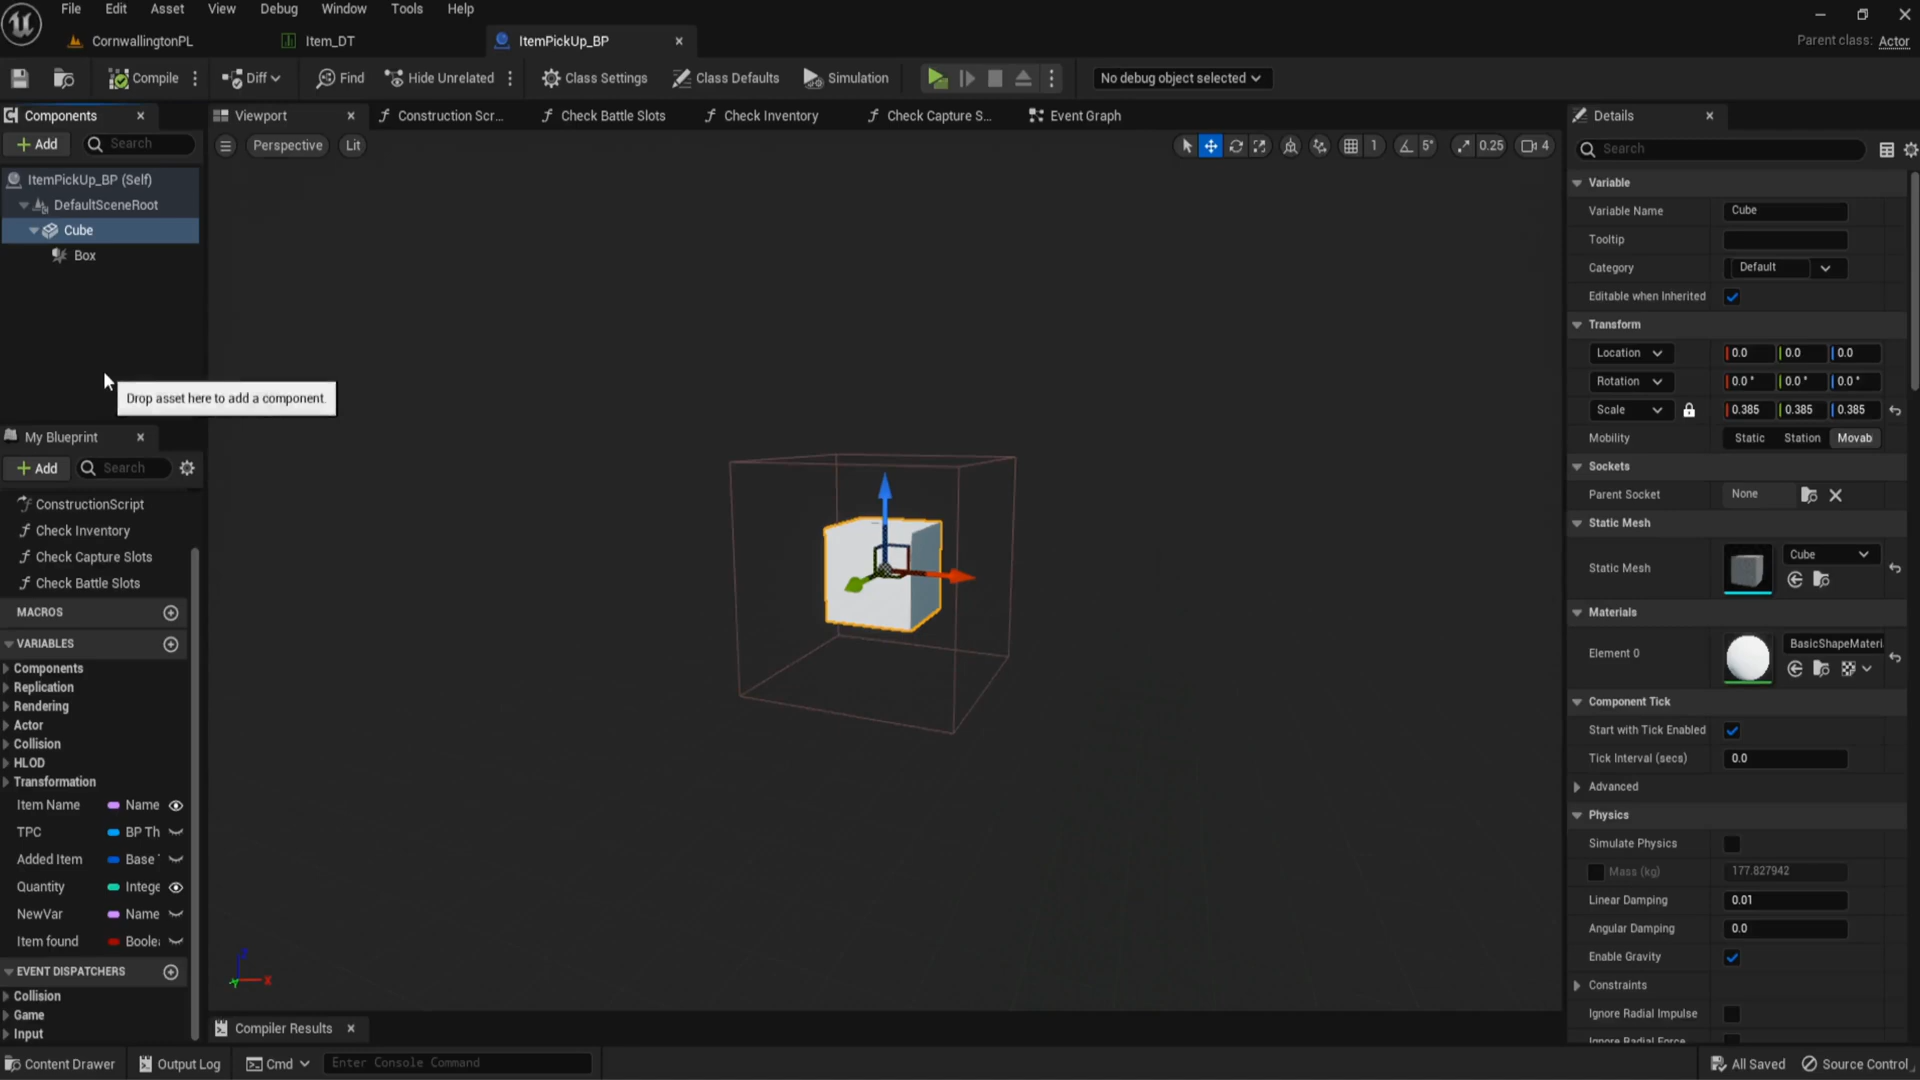 File Edit Asset View Debug Window Tools Help
CornwallingtonPL Item_DT ItemPickUp_BP
Parent class: Actor
Compile Diff Find Hide Unrelated Class Settings Class Defaults Simulation No debug object selected
Components
Viewport Construction Scr... Check Battle Slots Check Inventory Check Capture S... Event Graph
Details
+ Add Search
Perspective Lit
1 5° 0.25 4
Search
ItemPickUp_BP (Self)
DefaultSceneRoot
Cube
Box
Drop asset here to add a component.
My Blueprint
+ Add Search
ConstructionScript
Check Inventory
Check Capture Slots
Check Battle Slots
MACROS
VARIABLES
Components
Replication
Rendering
Actor
Collision
HLOD
Transformation
Item Name Name
TPC BP Th
Added Item Base
Quantity Intege
NewVar Name
Item found Boole
EVENT DISPATCHERS
Collision
Game
Input
Z
Y X
Compiler Results
Variable
Variable Name Cube
Tooltip
Category Default
Editable when Inherited
Transform
Location 0.0 0.0 0.0
Rotation 0.0 ° 0.0 ° 0.0 °
Scale 0.385 0.385 0.385
Mobility Static Station Movab
Sockets
Parent Socket None
Static Mesh
Static Mesh Cube
Materials
Element 0 BasicShapeMateri
Component Tick
Start with Tick Enabled
Tick Interval (secs) 0.0
Advanced
Physics
Simulate Physics
Mass (kg) 177.827942
Linear Damping 0.01
Angular Damping 0.0
Enable Gravity
Constraints
Ignore Radial Impulse
Ignore Radial Force
Content Drawer Output Log Cmd Enter Console Command All Saved Source Control